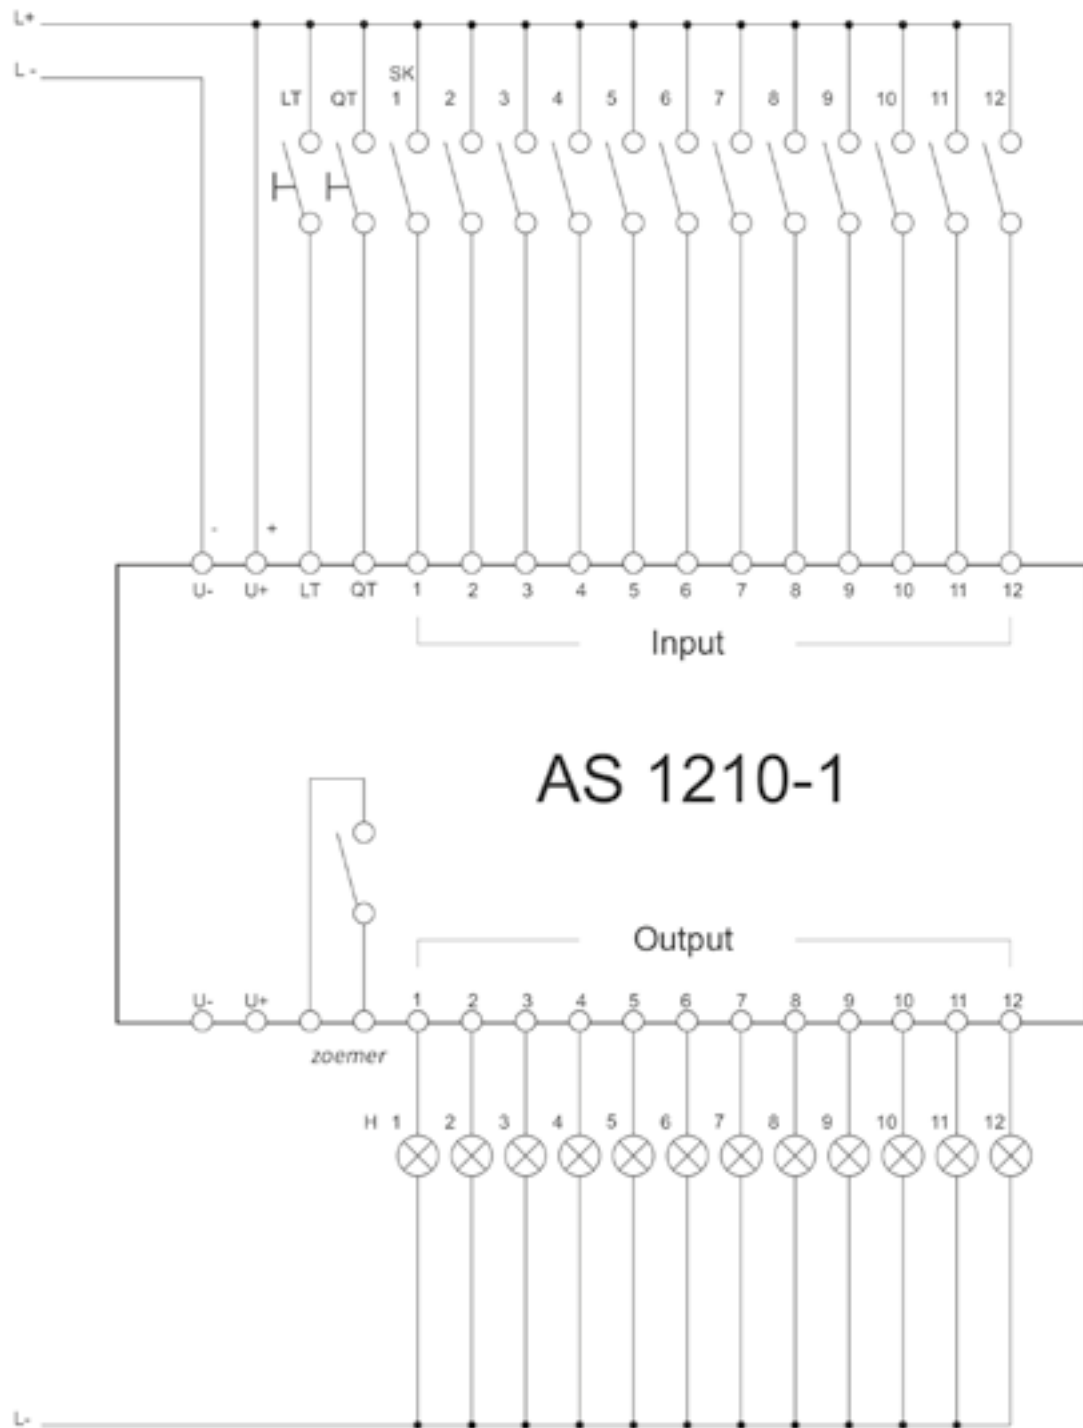 L+
L -
SK
LT QT 1 2 3 4 5 6 7 8 9 10 11 12
- +
U- U+ LT QT 1 2 3 4 5 6 7 8 9 10 11 12
Input
AS 1210-1
Output
U- U+ 1 2 3 4 5 6 7 8 9 10 11 12
zoemer
H 1 2 3 4 5 6 7 8 9 10 11 12
L-